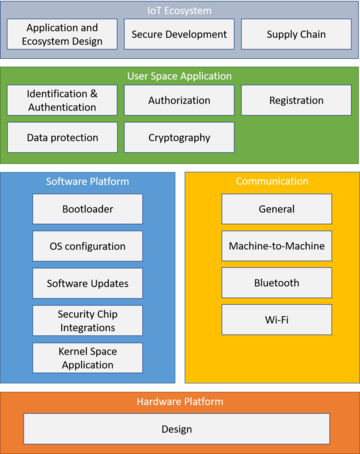 IoT Ecosystem
Application and
Ecosystem Design
Secure Development
Supply Chain
User Space Application
Identification &
Authentication
Authorization
Registration
Data protection
Cryptography
Software Platform
Bootloader
OS configuration
Software Updates
Security Chip
Integrations
Kernel Space
Application
Communication
General
Machine-to-Machine
Bluetooth
Wi-Fi
Hardware Platform
Design